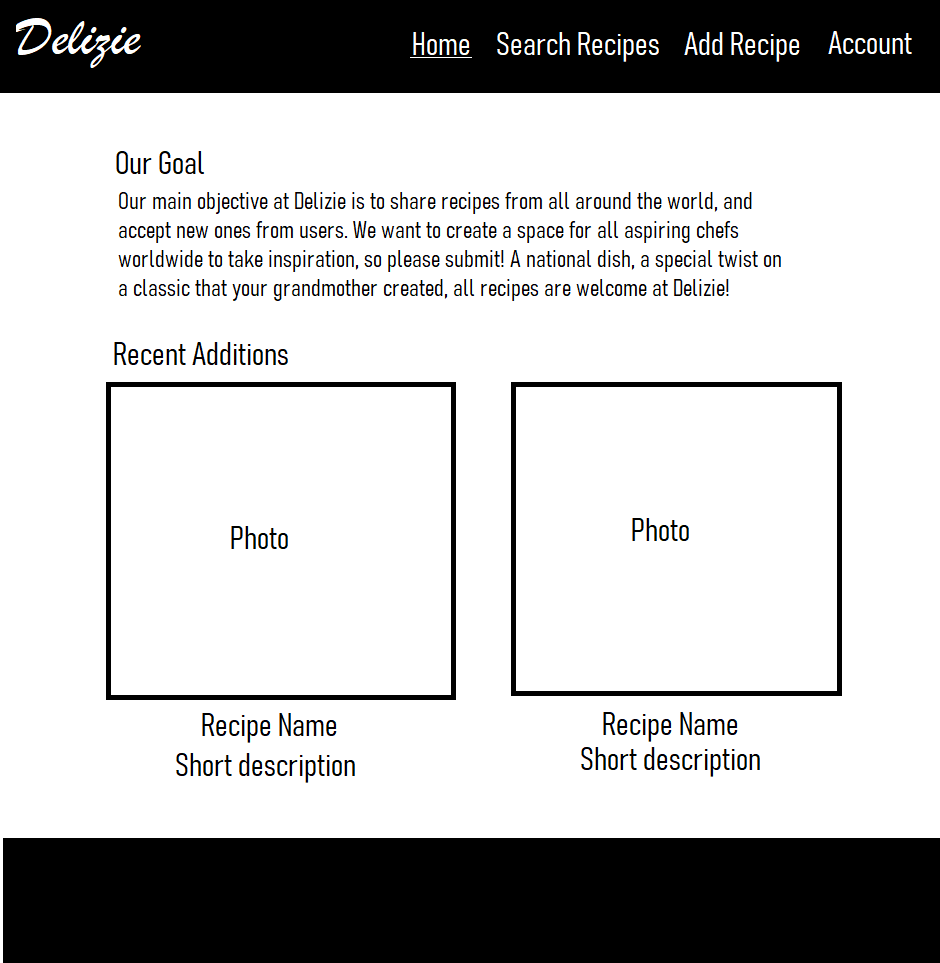 Delizie
Home Search Recipes Add Recipe Account
Our Goal
Our main objective at Delizie is to share recipes from all around the world, and
accept new ones from users. We want to create a space for all aspiring chefs
worldwide to take inspiration, so please submit! A national dish, a special twist on
a classic that your grandmother created, all recipes are welcome at Delizie!
Recent Additions
Photo
Recipe Name
Short description
Photo
Recipe Name
Short description